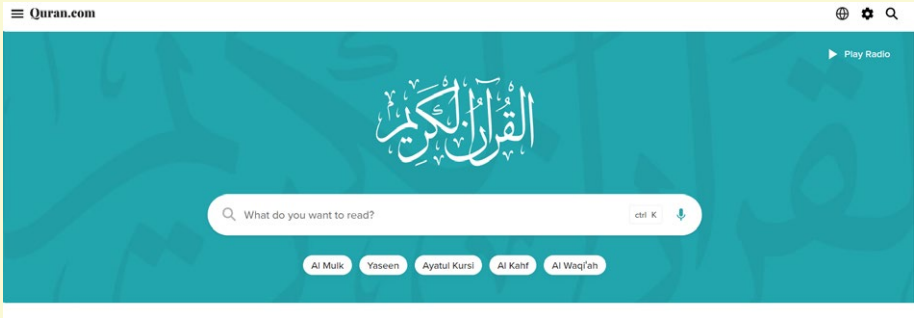 Quran.com
Play Radio
القرآن الكريم
What do you want to read?
ctrl K
Al Mulk Yaseen Ayatul Kursi Al Kahf Al Waqi'ah